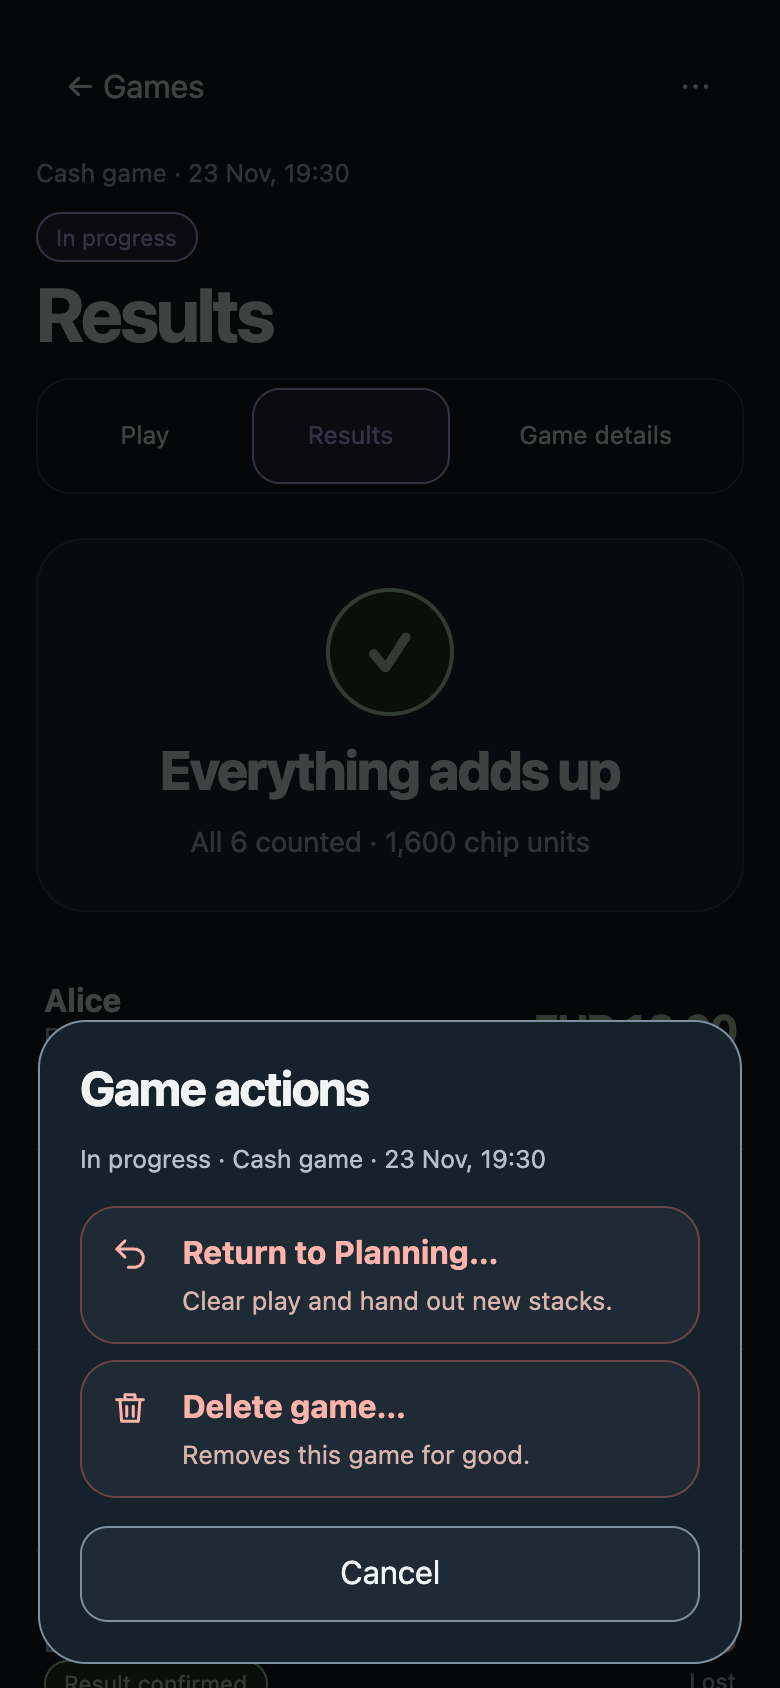 ← Games
...
Cash game · 23 Nov, 19:30
In progress
Results
Play Results Game details
Everything adds up
All 6 counted · 1,600 chip units
Alice
Game actions
In progress · Cash game · 23 Nov, 19:30
Return to Planning...
Clear play and hand out new stacks.
Delete game...
Removes this game for good.
Cancel
Result confirmed
Lost